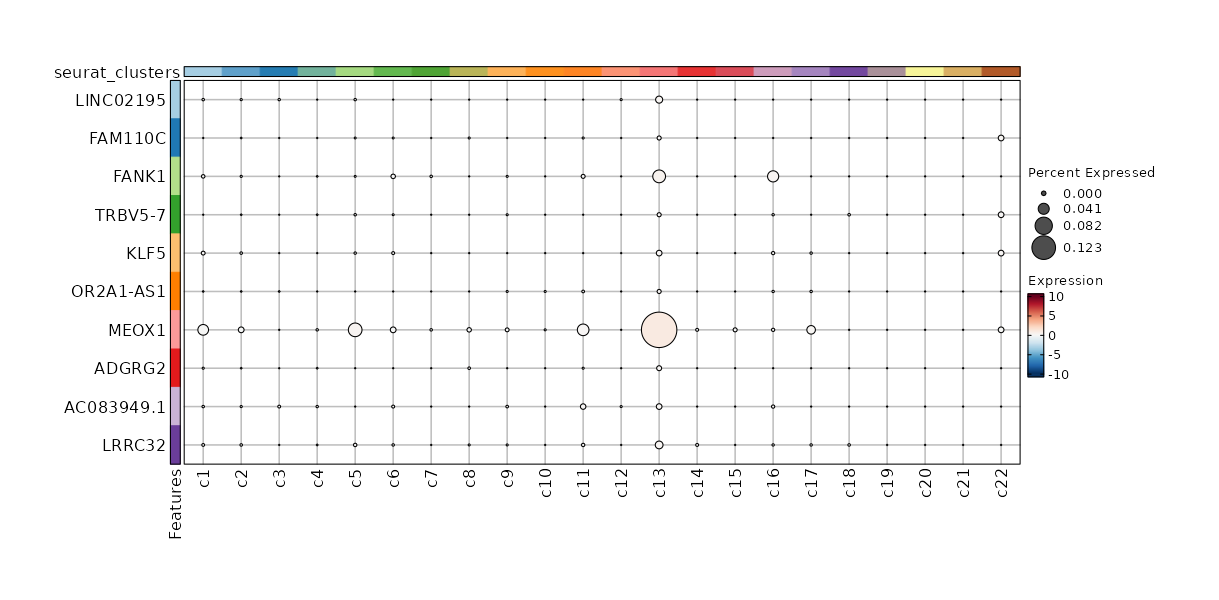 seurat_clusters
LINC02195
FAM110C
FANK1
TRBV5-7
KLF5
OR2A1-AS1
MEOX1
ADGRG2
AC083949.1
LRRC32
Features
c1 c2 c3 c4 c5 c6 c7 c8 c9 c10 c11 c12 c13 c14 c15 c16 c17 c18 c19 c20 c21 c22
Percent Expressed
0.000
0.041
0.082
0.123
Expression
10
5
0
-5
-10